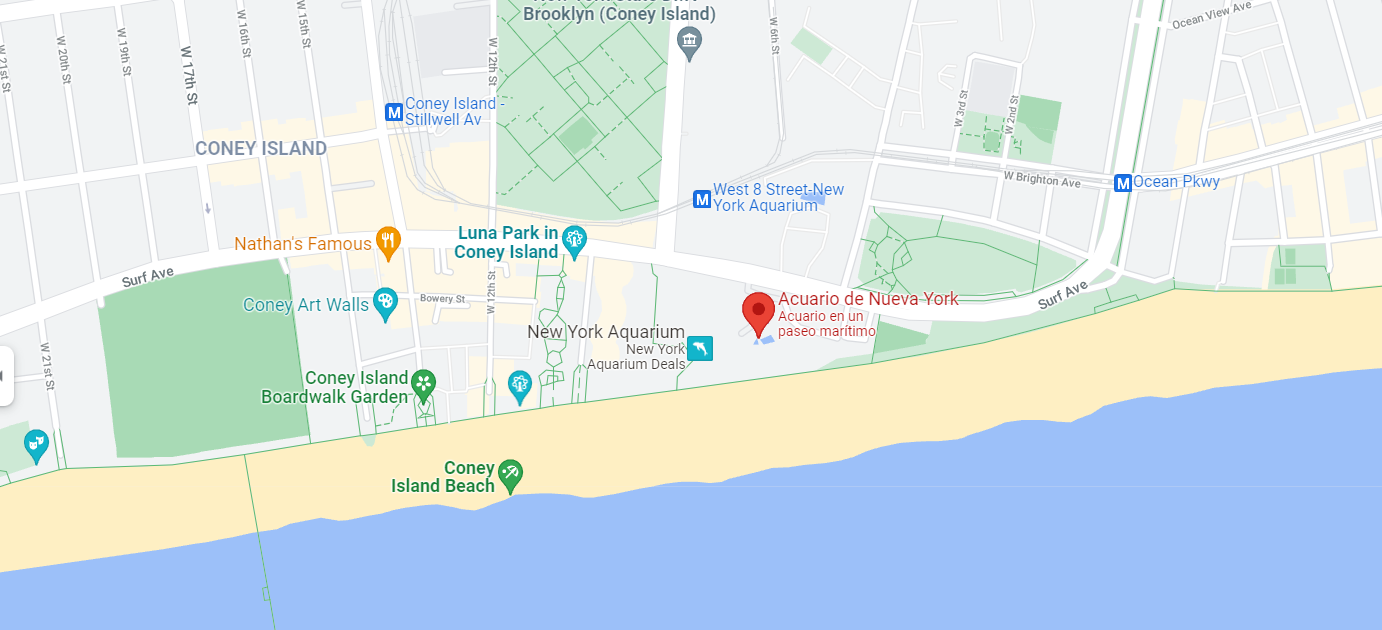 Brooklyn (Coney Island)
Ocean View Ave
W 15th St
W 16th St
W 19th St
W 20th St
W 21st St
W 17th St
W 12th St
W 6th St
W 3rd St
W 2nd St
M Coney Island -
Stillwell Av
CONEY ISLAND
W Brighton Ave
M Ocean Pkwy
M West 8 Street-New
York Aquarium
Nathan's Famous
Luna Park in
Coney Island
Surf Ave
Surf Ave
Coney Art Walls
Bowery St
W 12th St
Acuario de Nueva York
Acuario en un
paseo marítimo
New York Aquarium
New York
Aquarium Deals
W 21st St
Coney Island
Boardwalk Garden
Coney
Island Beach